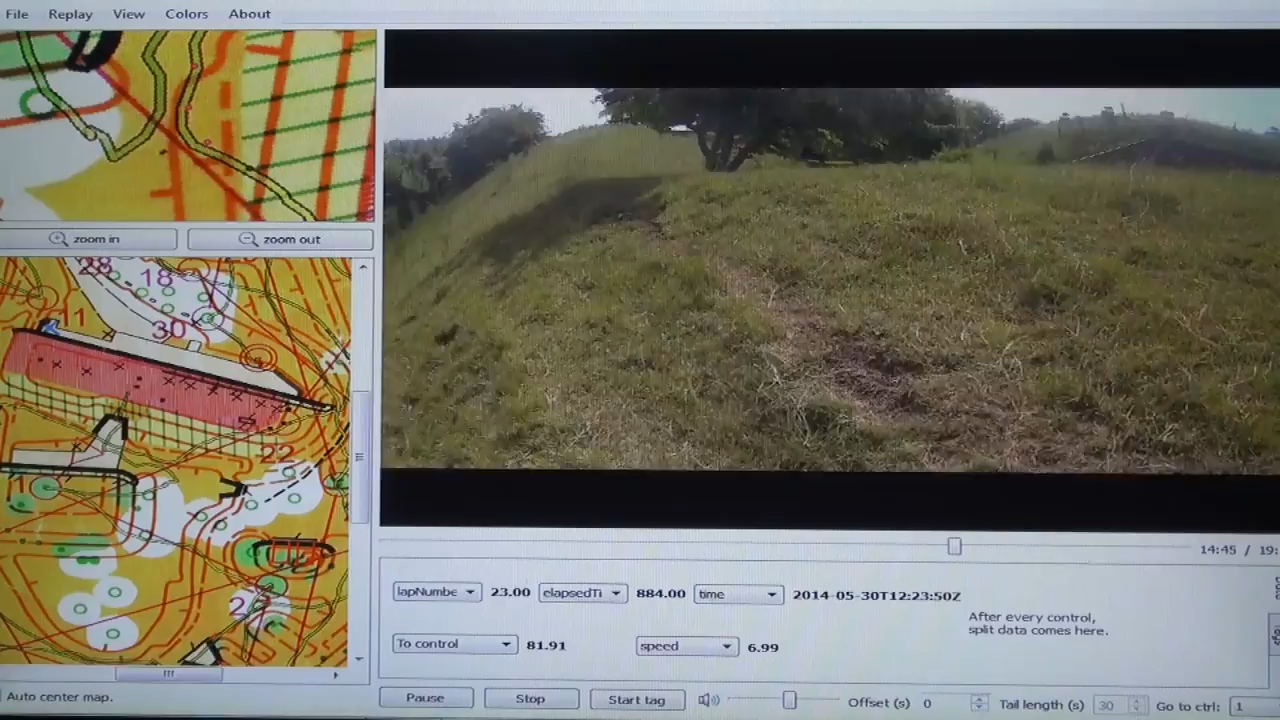 File Replay View Colors About
zoom in zoom out
28 18
11
30
22
2
14:45 / 19:
lapNumbe 23.00 elapsedTi 884.00 time 2014-05-30T12:23:50Z
After every control,
split data comes here.
To control 81.91 speed 6.99
Auto center map.
Pause Stop Start tag Offset (s) 0 Tail length (s) 30 Go to ctrl: 1